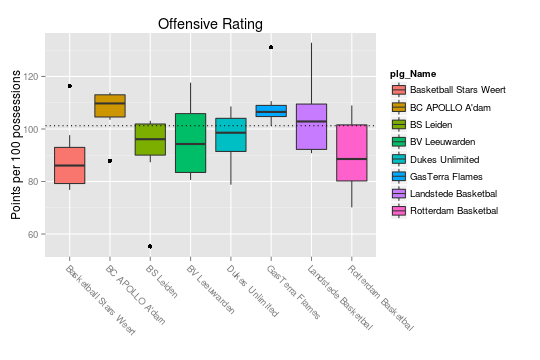 Offensive Rating
Points per 100 possessions
120
100
80
60
Basketball Stars Weert
BC APOLLO A'dam
BS Leiden
BV Leeuwarden
Dukes Unlimited
GasTerra Flames
Landstede Basketbal
Rotterdam Basketbal
plg_Name
Basketball Stars Weert
BC APOLLO A'dam
BS Leiden
BV Leeuwarden
Dukes Unlimited
GasTerra Flames
Landstede Basketbal
Rotterdam Basketbal